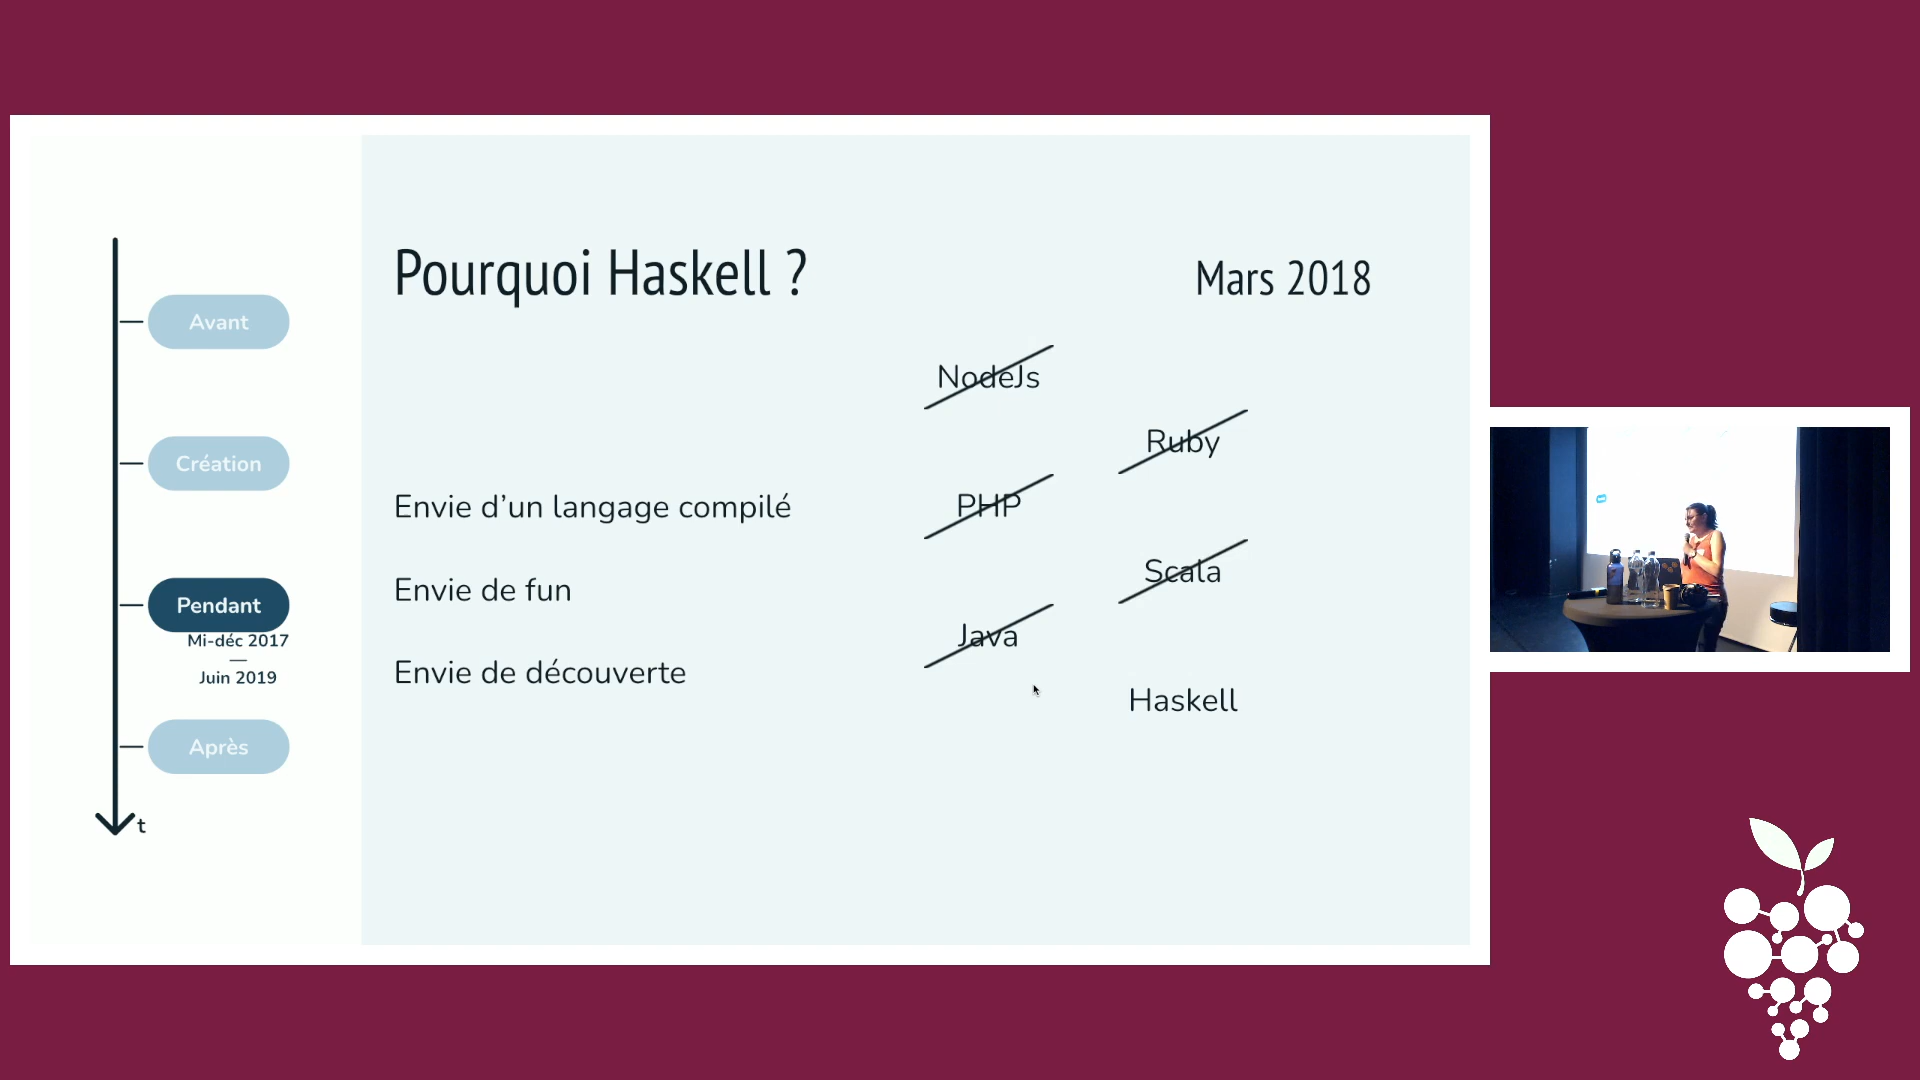 Avant
Création
Pendant
Mi-déc 2017
—
Juin 2019
Après
t
Pourquoi Haskell ?
Mars 2018
Envie d’un langage compilé
Envie de fun
Envie de découverte
NodeJs
Ruby
PHP
Scala
Java
Haskell